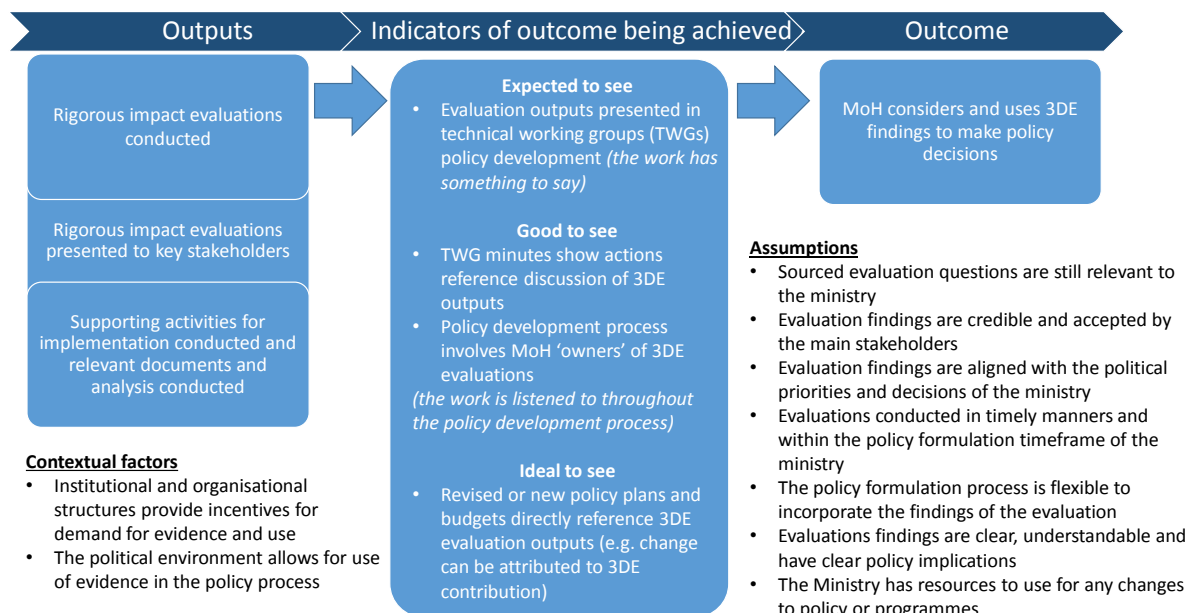 Outputs
Indicators of outcome being achieved
Outcome
Rigorous impact evaluations
conducted
Rigorous impact evaluations
presented to key stakeholders
Supporting activities for
implementation conducted and
relevant documents and
analysis conducted
Contextual factors
• Institutional and organisational
structures provide incentives for
demand for evidence and use
• The political environment allows for use
of evidence in the policy process
Expected to see
• Evaluation outputs presented in
technical working groups (TWGs)
policy development (the work has
something to say)
Good to see
• TWG minutes show actions
reference discussion of 3DE
outputs
• Policy development process
involves MoH ‘owners’ of 3DE
evaluations
(the work is listened to throughout
the policy development process)
Ideal to see
• Revised or new policy plans and
budgets directly reference 3DE
evaluation outputs (e.g. change
can be attributed to 3DE
contribution)
MoH considers and uses 3DE
findings to make policy
decisions
Assumptions
• Sourced evaluation questions are still relevant to
the ministry
• Evaluation findings are credible and accepted by
the main stakeholders
• Evaluation findings are aligned with the political
priorities and decisions of the ministry
• Evaluations conducted in timely manners and
within the policy formulation timeframe of the
ministry
• The policy formulation process is flexible to
incorporate the findings of the evaluation
• Evaluations findings are clear, understandable and
have clear policy implications
• The Ministry has resources to use for any changes
to policy or programmes